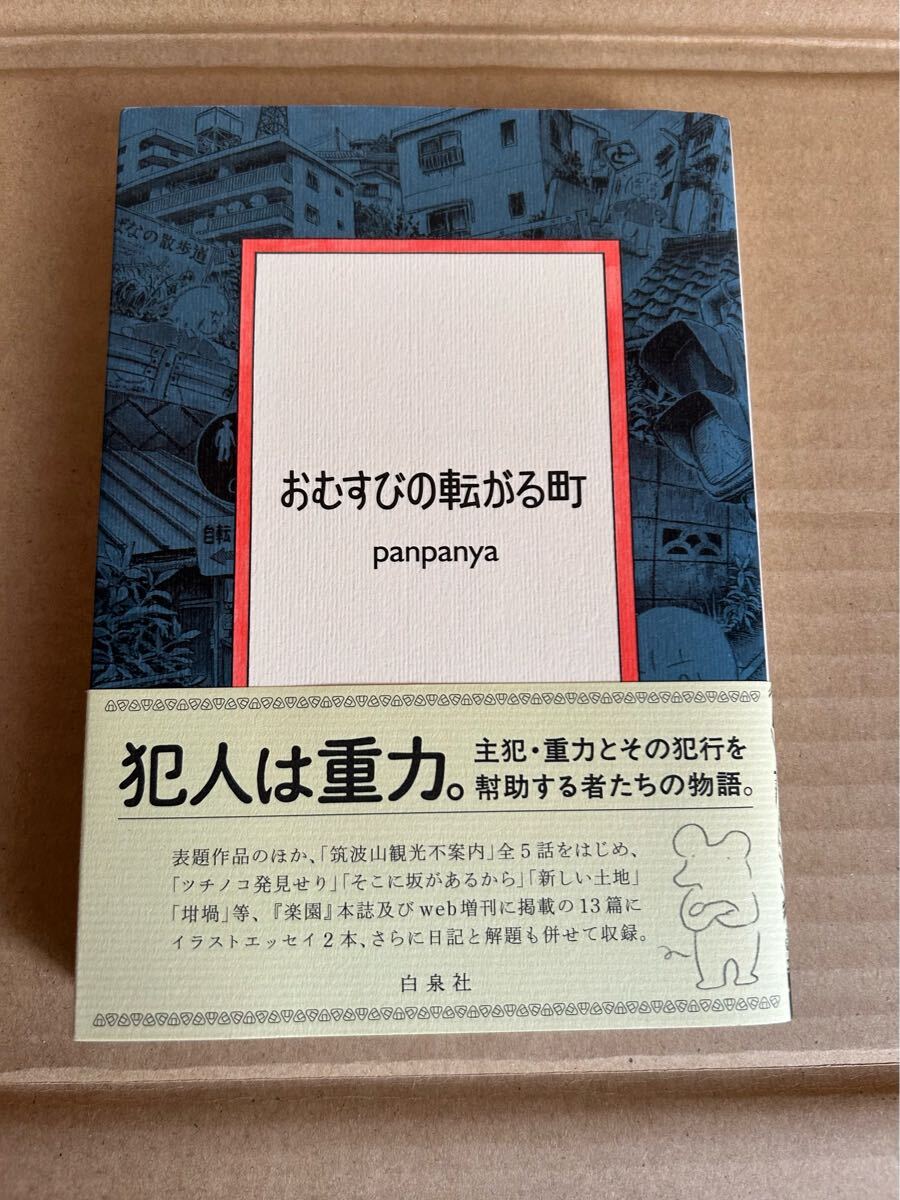 なの散歩道
おむすびの転がる町
panpanya
自転
犯人は重力。
主犯・重力とその犯行を
幇助する者たちの物語。
表題作品のほか、「筑波山観光不案内」全5話をはじめ、
「ツチノコ発見せり」「そこに坂があるから」「新しい土地」
「坩堝」等、『楽園』本誌及びweb増刊に掲載の13篇に
イラストエッセイ2本、さらに日記と解題も併せて収録。
白泉社